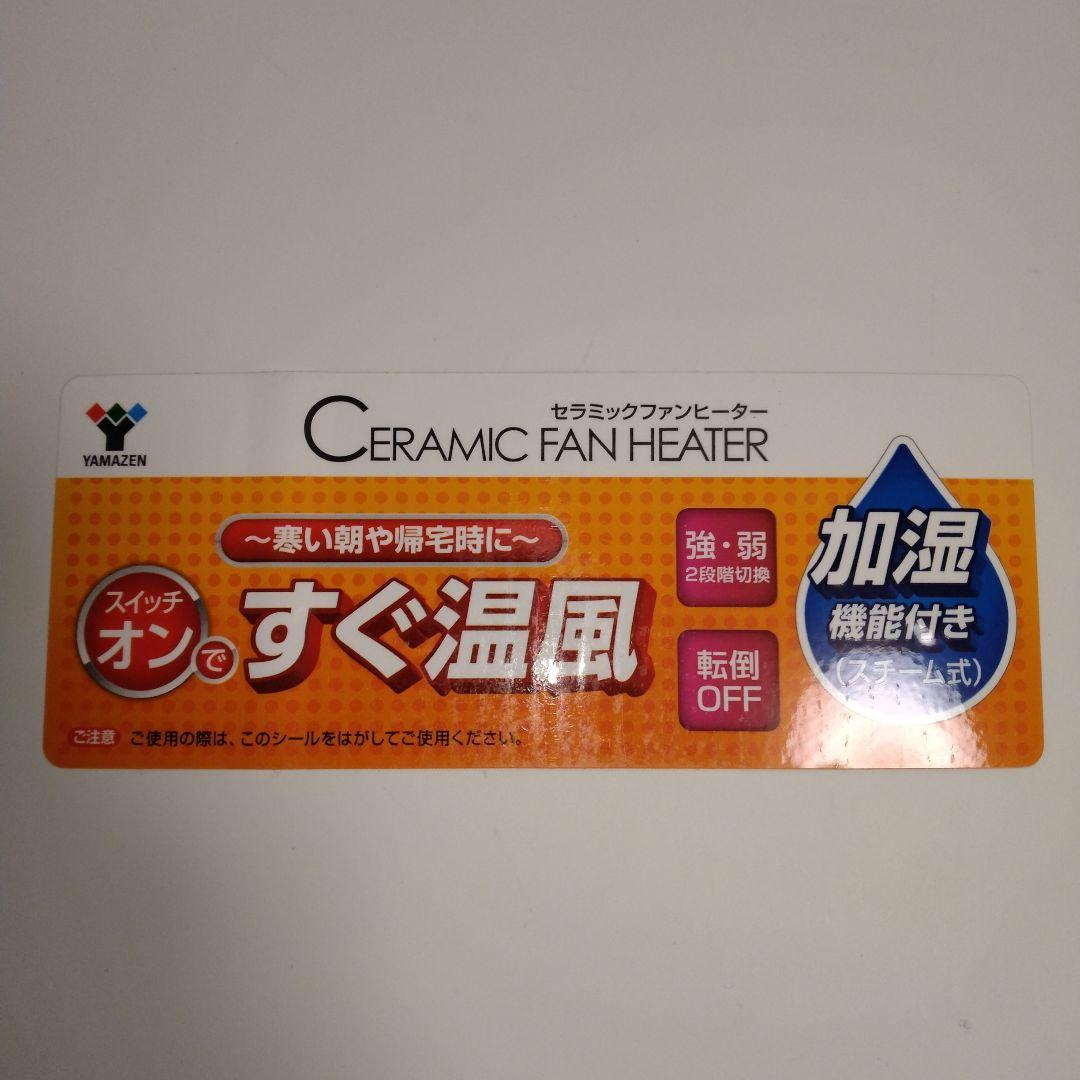 YAMAZEN
セラミックファンヒーター
CERAMIC FAN HEATER
～寒い朝や帰宅時に～
スイッチ
オンで
すぐ温風
強・弱
2段階切換
転倒
OFF
加湿
機能付き
(スチーム式)
ご注意 ご使用の際は、このシールをはがしてご使用ください。